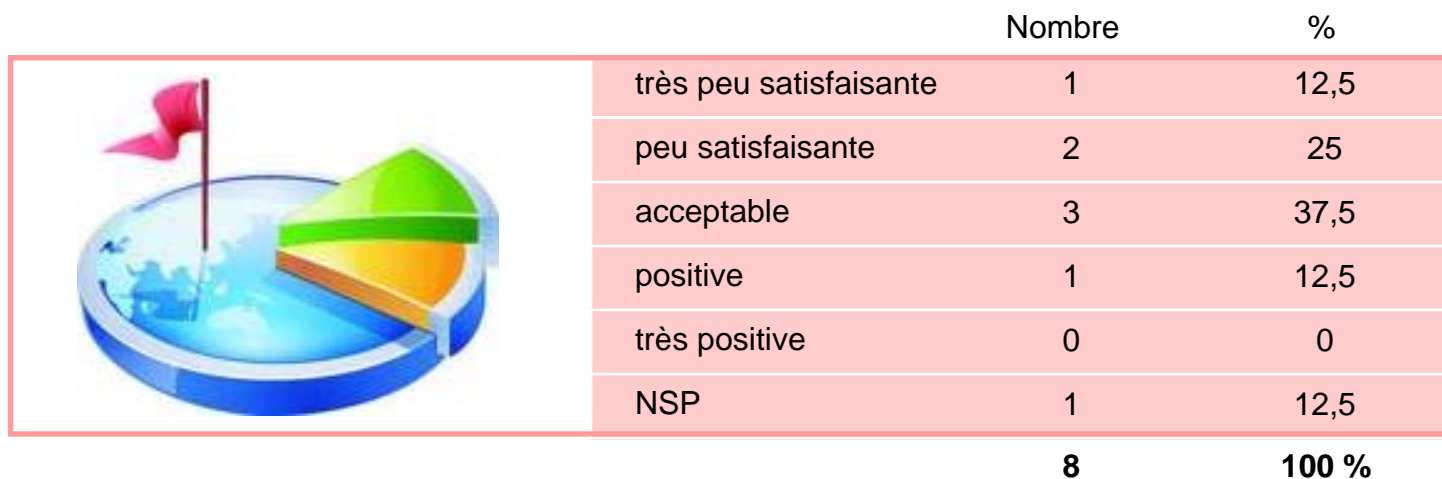 Nombre %
très peu satisfaisante 1 12,5
peu satisfaisante 2 25
acceptable 3 37,5
positive 1 12,5
très positive 0 0
NSP 1 12,5
8 100 %